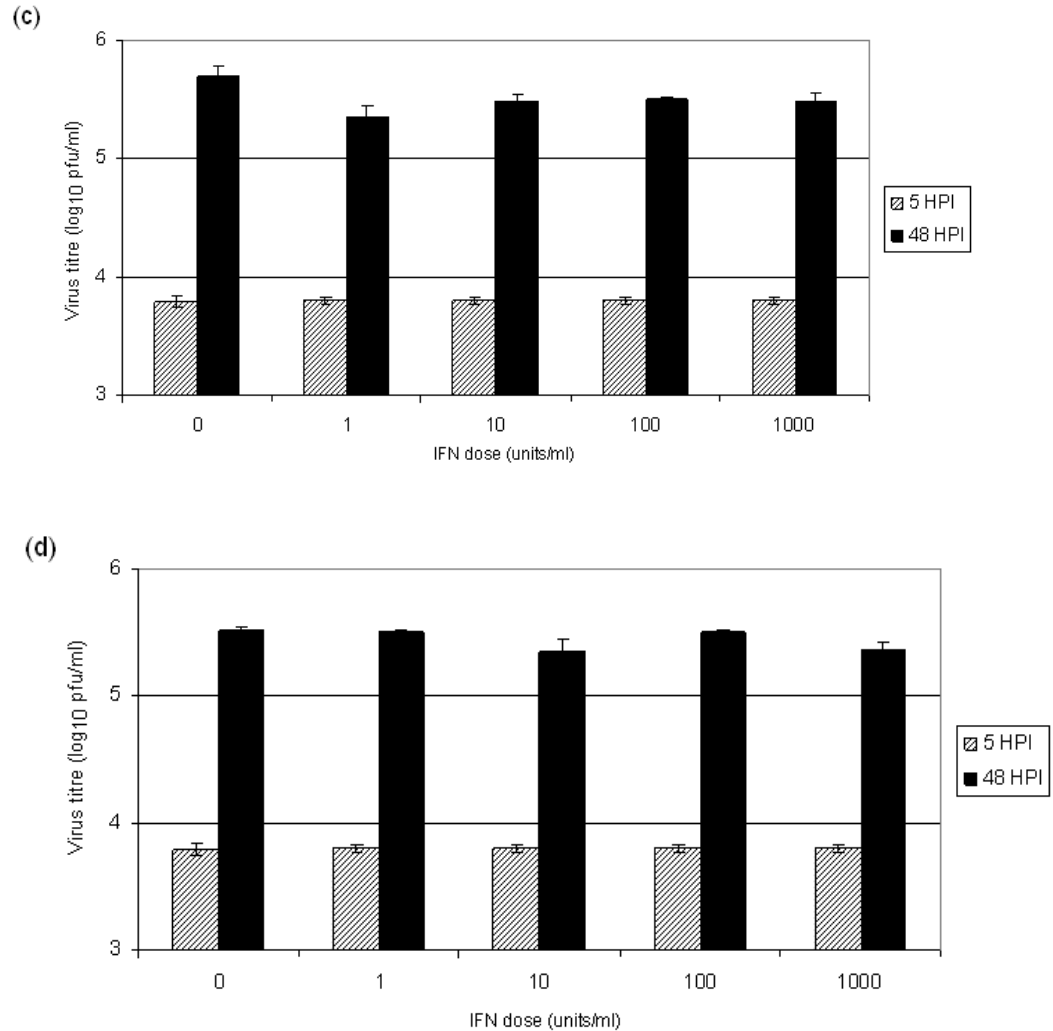 (c)
6
5
4
3
Virus titre (log10 pfu/ml)
0 1 10 100 1000
IFN dose (units/ml)
5 HPI
48 HPI
(d)
6
5
4
3
Virus titre (log10 pfu/ml)
0 1 10 100 1000
IFN dose (units/ml)
5 HPI
48 HPI